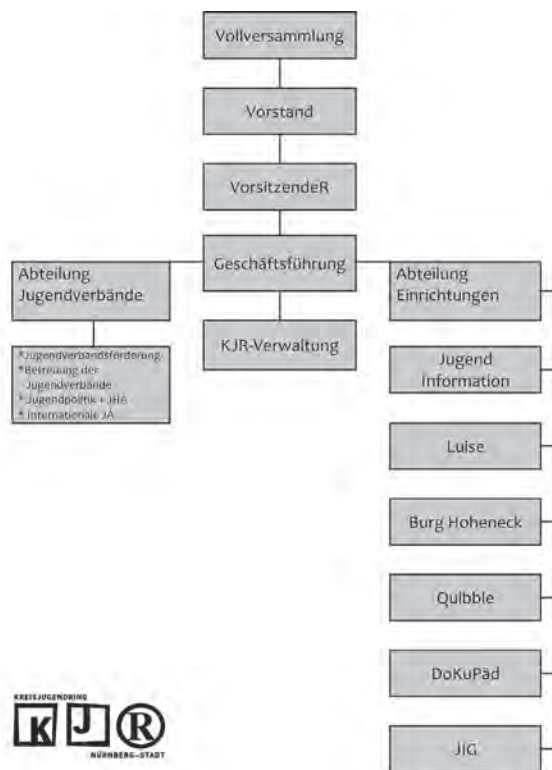 Vollversammlung
Vorstand
VorsitzendeR
Geschäftsführung
KJR-Verwaltung
Abteilung
Jugendverbände
*Jugendverbandsförderung
*Betreuung der
Jugendverbände
*Jugendpolitik + JHA
* Internationale JA
Abteilung
Einrichtungen
Jugend
Information
Luise
Burg Hoheneck
Quibble
DoKuPäd
JIG
KREISJUGENDRING
KJR
NÜRNBERG-STADT